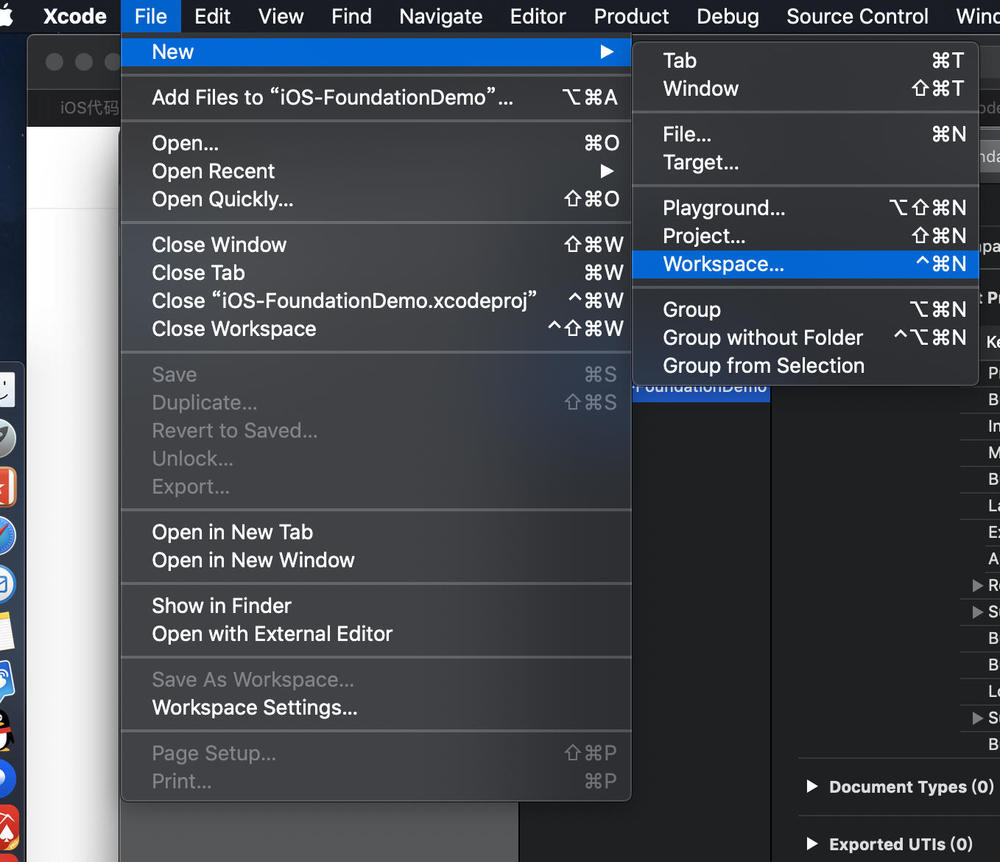 Xcode File Edit View Find Navigate Editor Product Debug Source Control
iOS代码
New ▶
Add Files to “iOS-FoundationDemo”... ⌥⌘A
Open... ⌘O
Open Recent ▶
Open Quickly... ⇧⌘O
Close Window ⇧⌘W
Close Tab ⌘W
Close “iOS-FoundationDemo.xcodeproj” ^⌘W
Close Workspace ^⇧⌘W
Save ⌘S
Duplicate... ⇧⌘S
Revert to Saved...
Unlock...
Export...
Open in New Tab
Open in New Window
Show in Finder
Open with External Editor
Save As Workspace...
Workspace Settings...
Page Setup... ⇧⌘P
Print... ⌘P
Tab ⌘T
Window ⇧⌘T
File... ⌘N
Target...
Playground... ⌥⇧⌘N
Project... ⇧⌘N
Workspace... ^⌘N
Group ⌥⌘N
Group without Folder ^⌥⌘N
Group from Selection
-FoundationDemo
Document Types (0)
Exported UTIs (0)